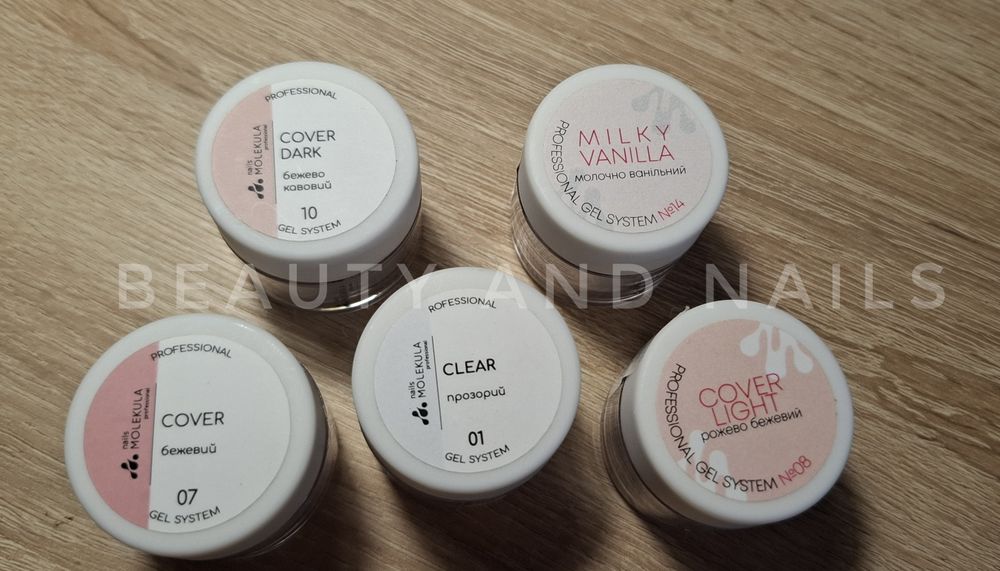 PROFESSIONAL
nails
MOLEKULA
professional
COVER
DARK
бежево
кавовий
10
GEL SYSTEM
MILKY
VANILLA
молочно ванільний
PROFESSIONAL GEL SYSTEM №14
BEAUTY AND NAILS
PROFESSIONAL
nails
MOLEKULA
professional
COVER
бежевий
07
GEL SYSTEM
ROFESSIONAL
nails
MOLEKULA
professional
CLEAR
прозорий
01
GEL SYSTEM
COVER
LIGHT
рожево бежевий
PROFESSIONAL GEL SYSTEM №08